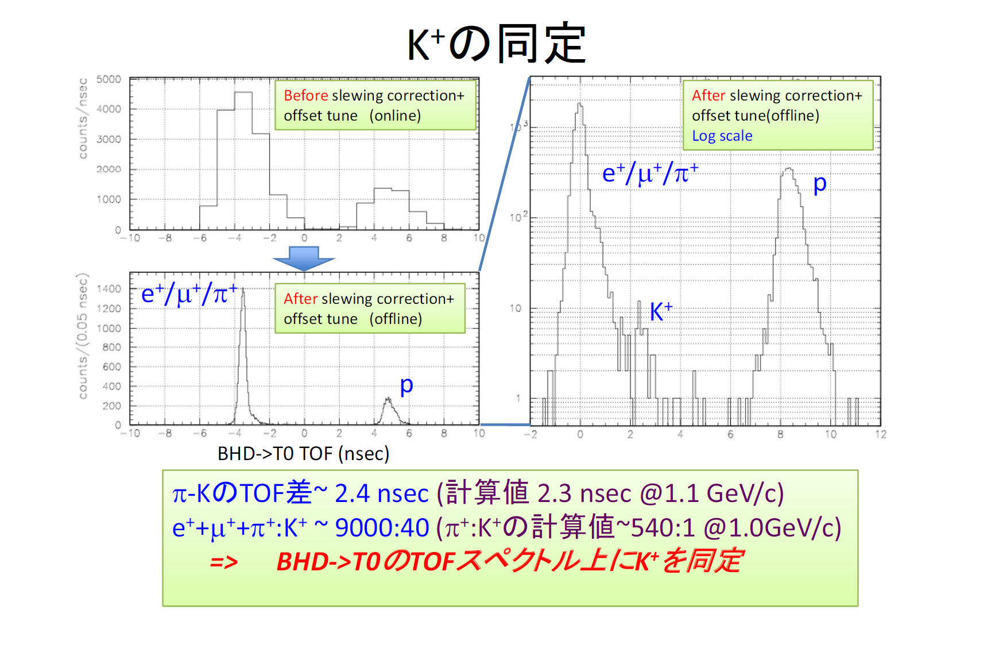 K⁺の同定
counts/nsec
5000
4000
3000
2000
1000
0
−10 −8 −6 −4 −2 0 2 4 6 8 10
Before slewing correction+
offset tune (online)
counts/(0.05 nsec)
1400
1200
1000
800
600
400
200
0
−10 −8 −6 −4 −2 0 2 4 6 8 10
e⁺/μ⁺/π⁺
After slewing correction+
offset tune (offline)
p
BHD->T0 TOF (nsec)
10³
10²
10
1
−2 0 2 4 6 8 10 12
After slewing correction+
offset tune(offline)
Log scale
e⁺/μ⁺/π⁺
p
K⁺
π-KのTOF差~ 2.4 nsec (計算値 2.3 nsec @1.1 GeV/c)
e⁺+μ⁺+π⁺:K⁺ ~ 9000:40 (π⁺:K⁺の計算値~540:1 @1.0GeV/c)
=> BHD->T0のTOFスペクトル上にK⁺を同定